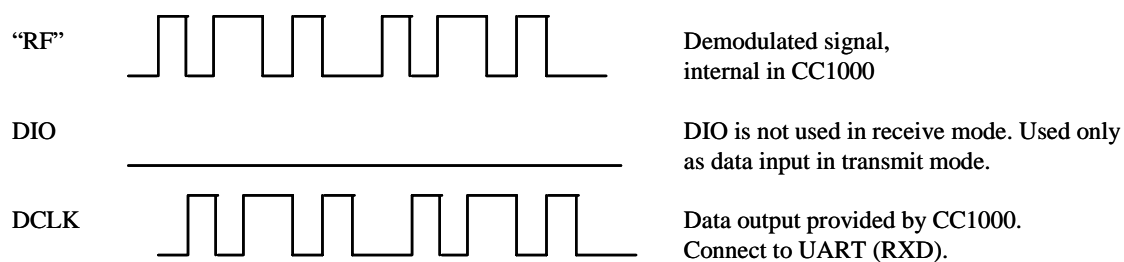 “RF”
Demodulated signal,
internal in CC1000
DIO
DIO is not used in receive mode. Used only
as data input in transmit mode.
DCLK
Data output provided by CC1000.
Connect to UART (RXD).